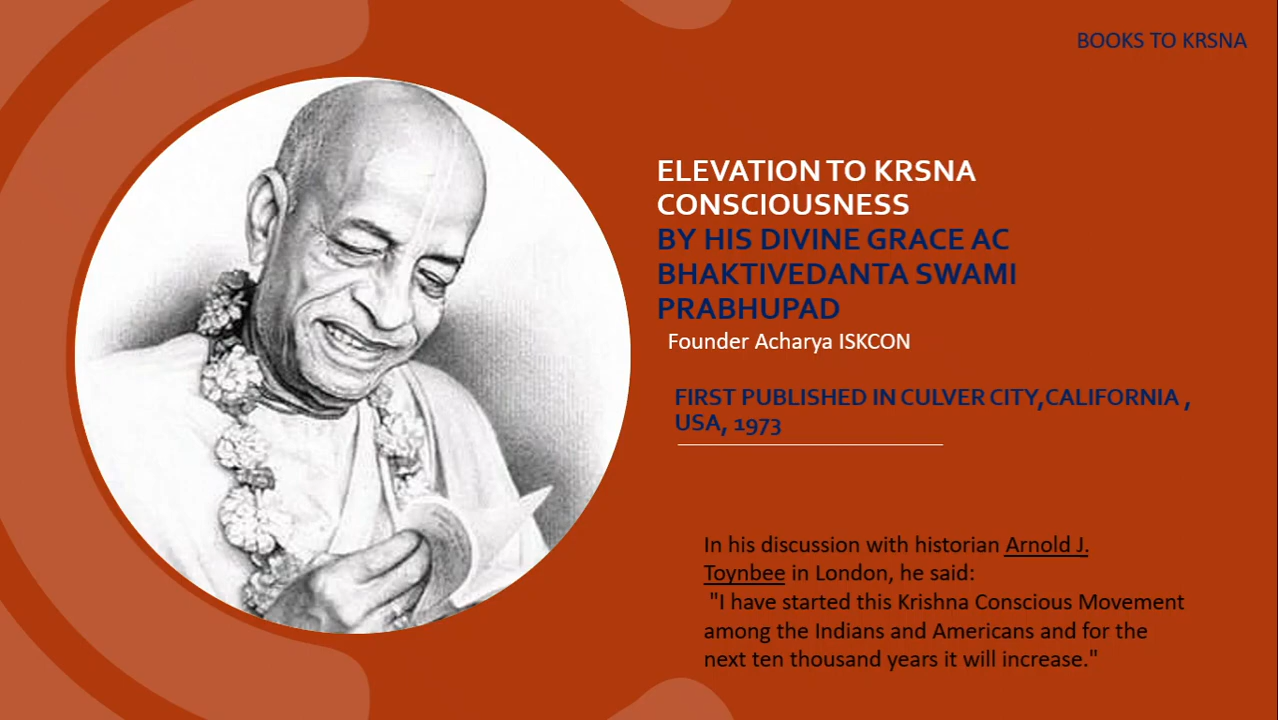 BOOKS TO KRSNA
ELEVATION TO KRSNA
CONSCIOUSNESS
BY HIS DIVINE GRACE AC
BHAKTIVEDANTA SWAMI
PRABHUPAD
Founder Acharya ISKCON
FIRST PUBLISHED IN CULVER CITY,CALIFORNIA ,
USA, 1973
In his discussion with historian Arnold J.
Toynbee in London, he said:
"I have started this Krishna Conscious Movement
among the Indians and Americans and for the
next ten thousand years it will increase."